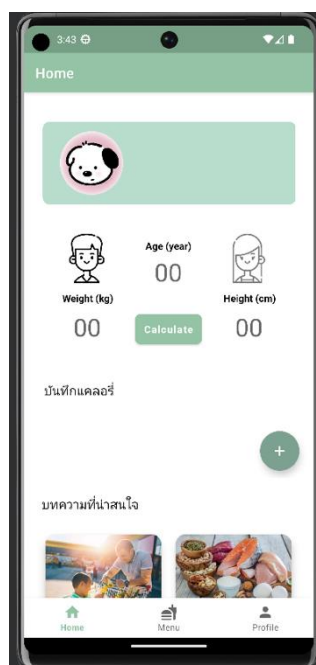 3:43
Home
Age (year)
00
Weight (kg)
Height (cm)
00
Calculate
00
บันทึกแคลอรี่
+
บทความที่น่าสนใจ
Home
Menu
Profile